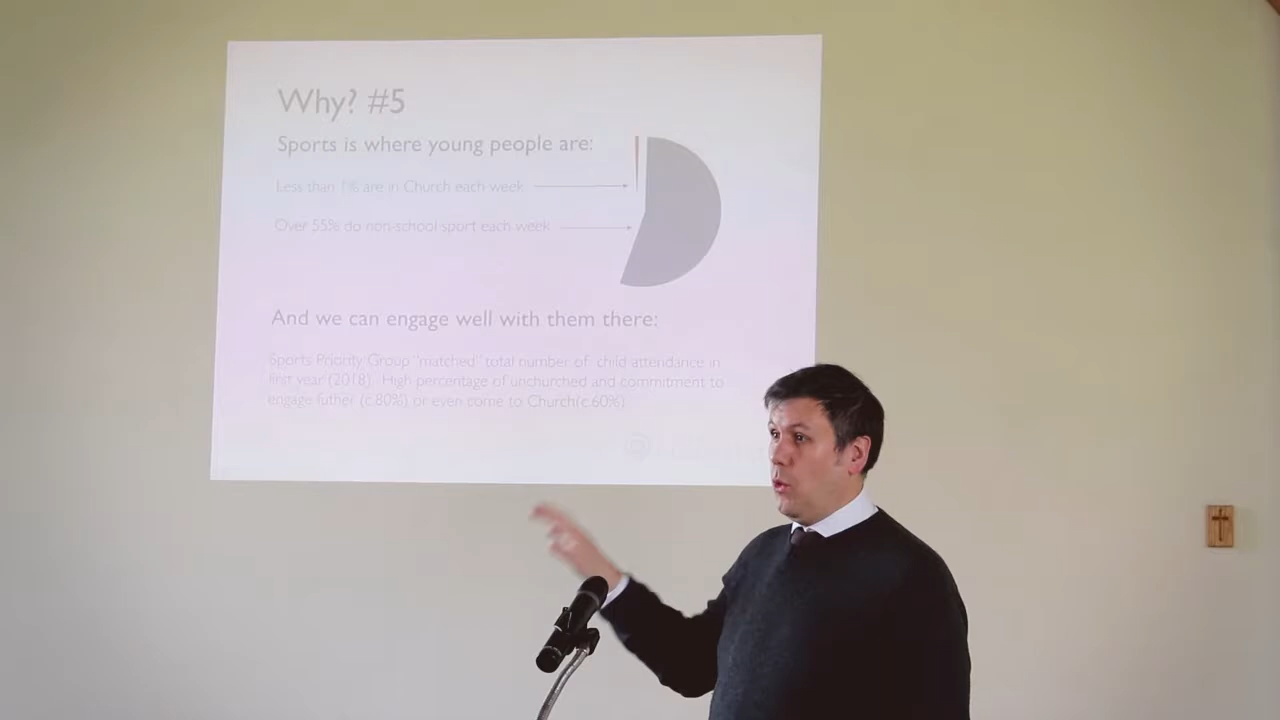 Why? #5
Sports is where young people are:
Less than 1% are in Church each week
Over 55% do non-school sport each week
And we can engage well with them there:
Sports Priority Group 'matched' total number of child attendance in
first year (2018). High percentage of unchurched and commitment to
engage futher (c.80%) or even come to Church(c.60%)